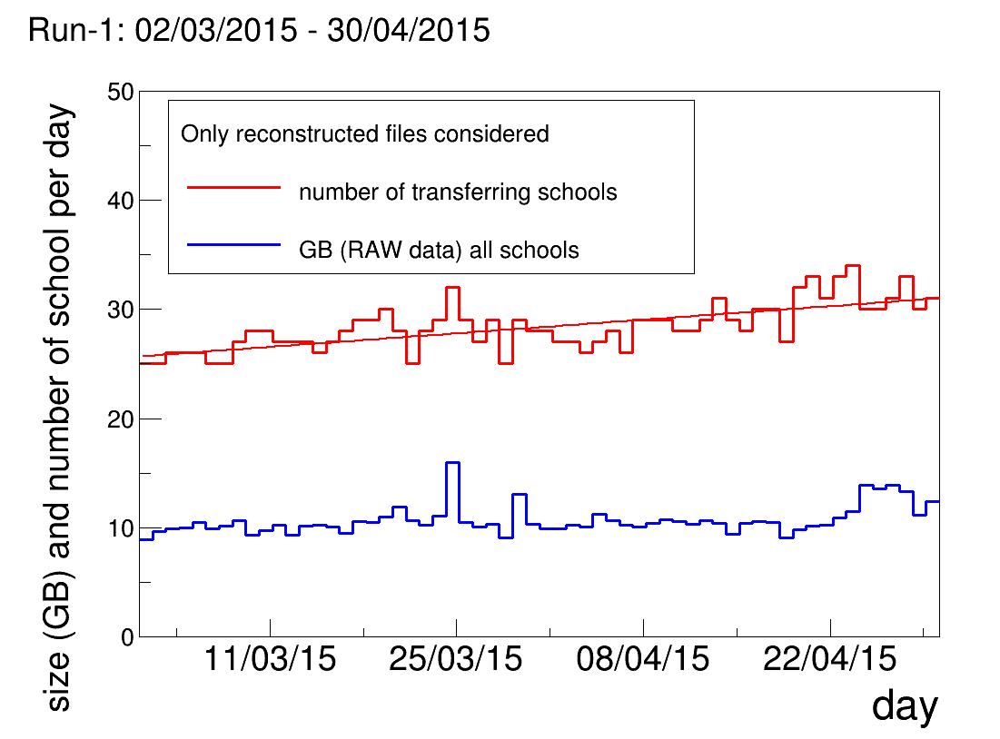 Run-1: 02/03/2015 - 30/04/2015
size (GB) and number of school per day
50
40
30
20
10
0
Only reconstructed files considered
number of transferring schools
GB (RAW data) all schools
11/03/15 25/03/15 08/04/15 22/04/15
day